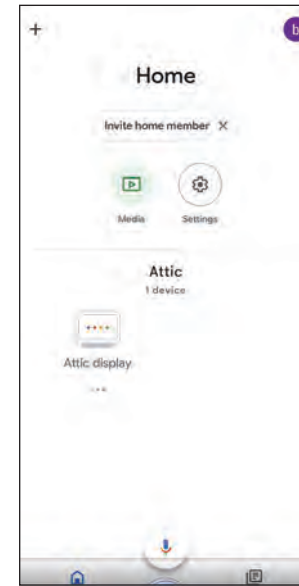 +
b
Home
Invite home member ×
Media Settings
Attic
1 device
Attic display